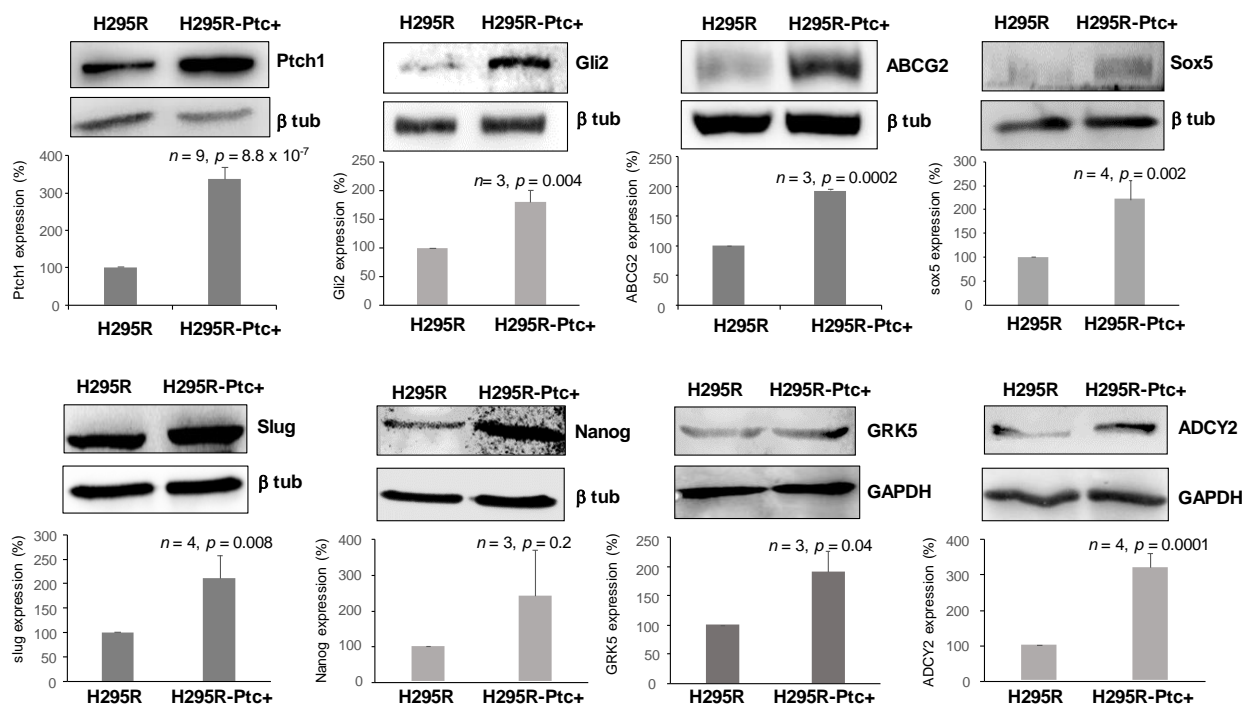 H295R H295R-Ptc+
Ptch1
β tub
Ptch1 expression (%)
400
300
200
100
0
n = 9, p = 8.8 x 10-7
H295R H295R-Ptc+
H295R H295R-Ptc+
Gli2
β tub
Gli2 expression (%)
250
200
150
100
50
0
n= 3, p = 0.004
H295R H295R-Ptc+
H295R H295R-Ptc+
ABCG2
β tub
ABCG2 expression (%)
250
200
150
100
50
0
n = 3, p = 0.0002
H295R H295R-Ptc+
H295R H295R-Ptc+
Sox5
β tub
sox5 expression (%)
300
250
200
150
100
50
0
n = 4, p = 0.002
H295R H295R-Ptc+
H295R H295R-Ptc+
Slug
β tub
slug expression (%)
300
250
200
150
100
50
0
n = 4, p = 0.008
H295R H295R-Ptc+
H295R H295R-Ptc+
Nanog
β tub
Nanog expression (%)
400
300
200
100
0
n = 3, p = 0.2
H295R H295R-Ptc+
H295R H295R-Ptc+
GRK5
GAPDH
GRK5 expression (%)
250
200
150
100
50
0
n = 3, p = 0.04
H295R H295R-Ptc+
H295R H295R-Ptc+
ADCY2
GAPDH
ADCY2 expression (%)
400
300
200
100
0
n = 4, p = 0.0001
H295R H295R-Ptc+